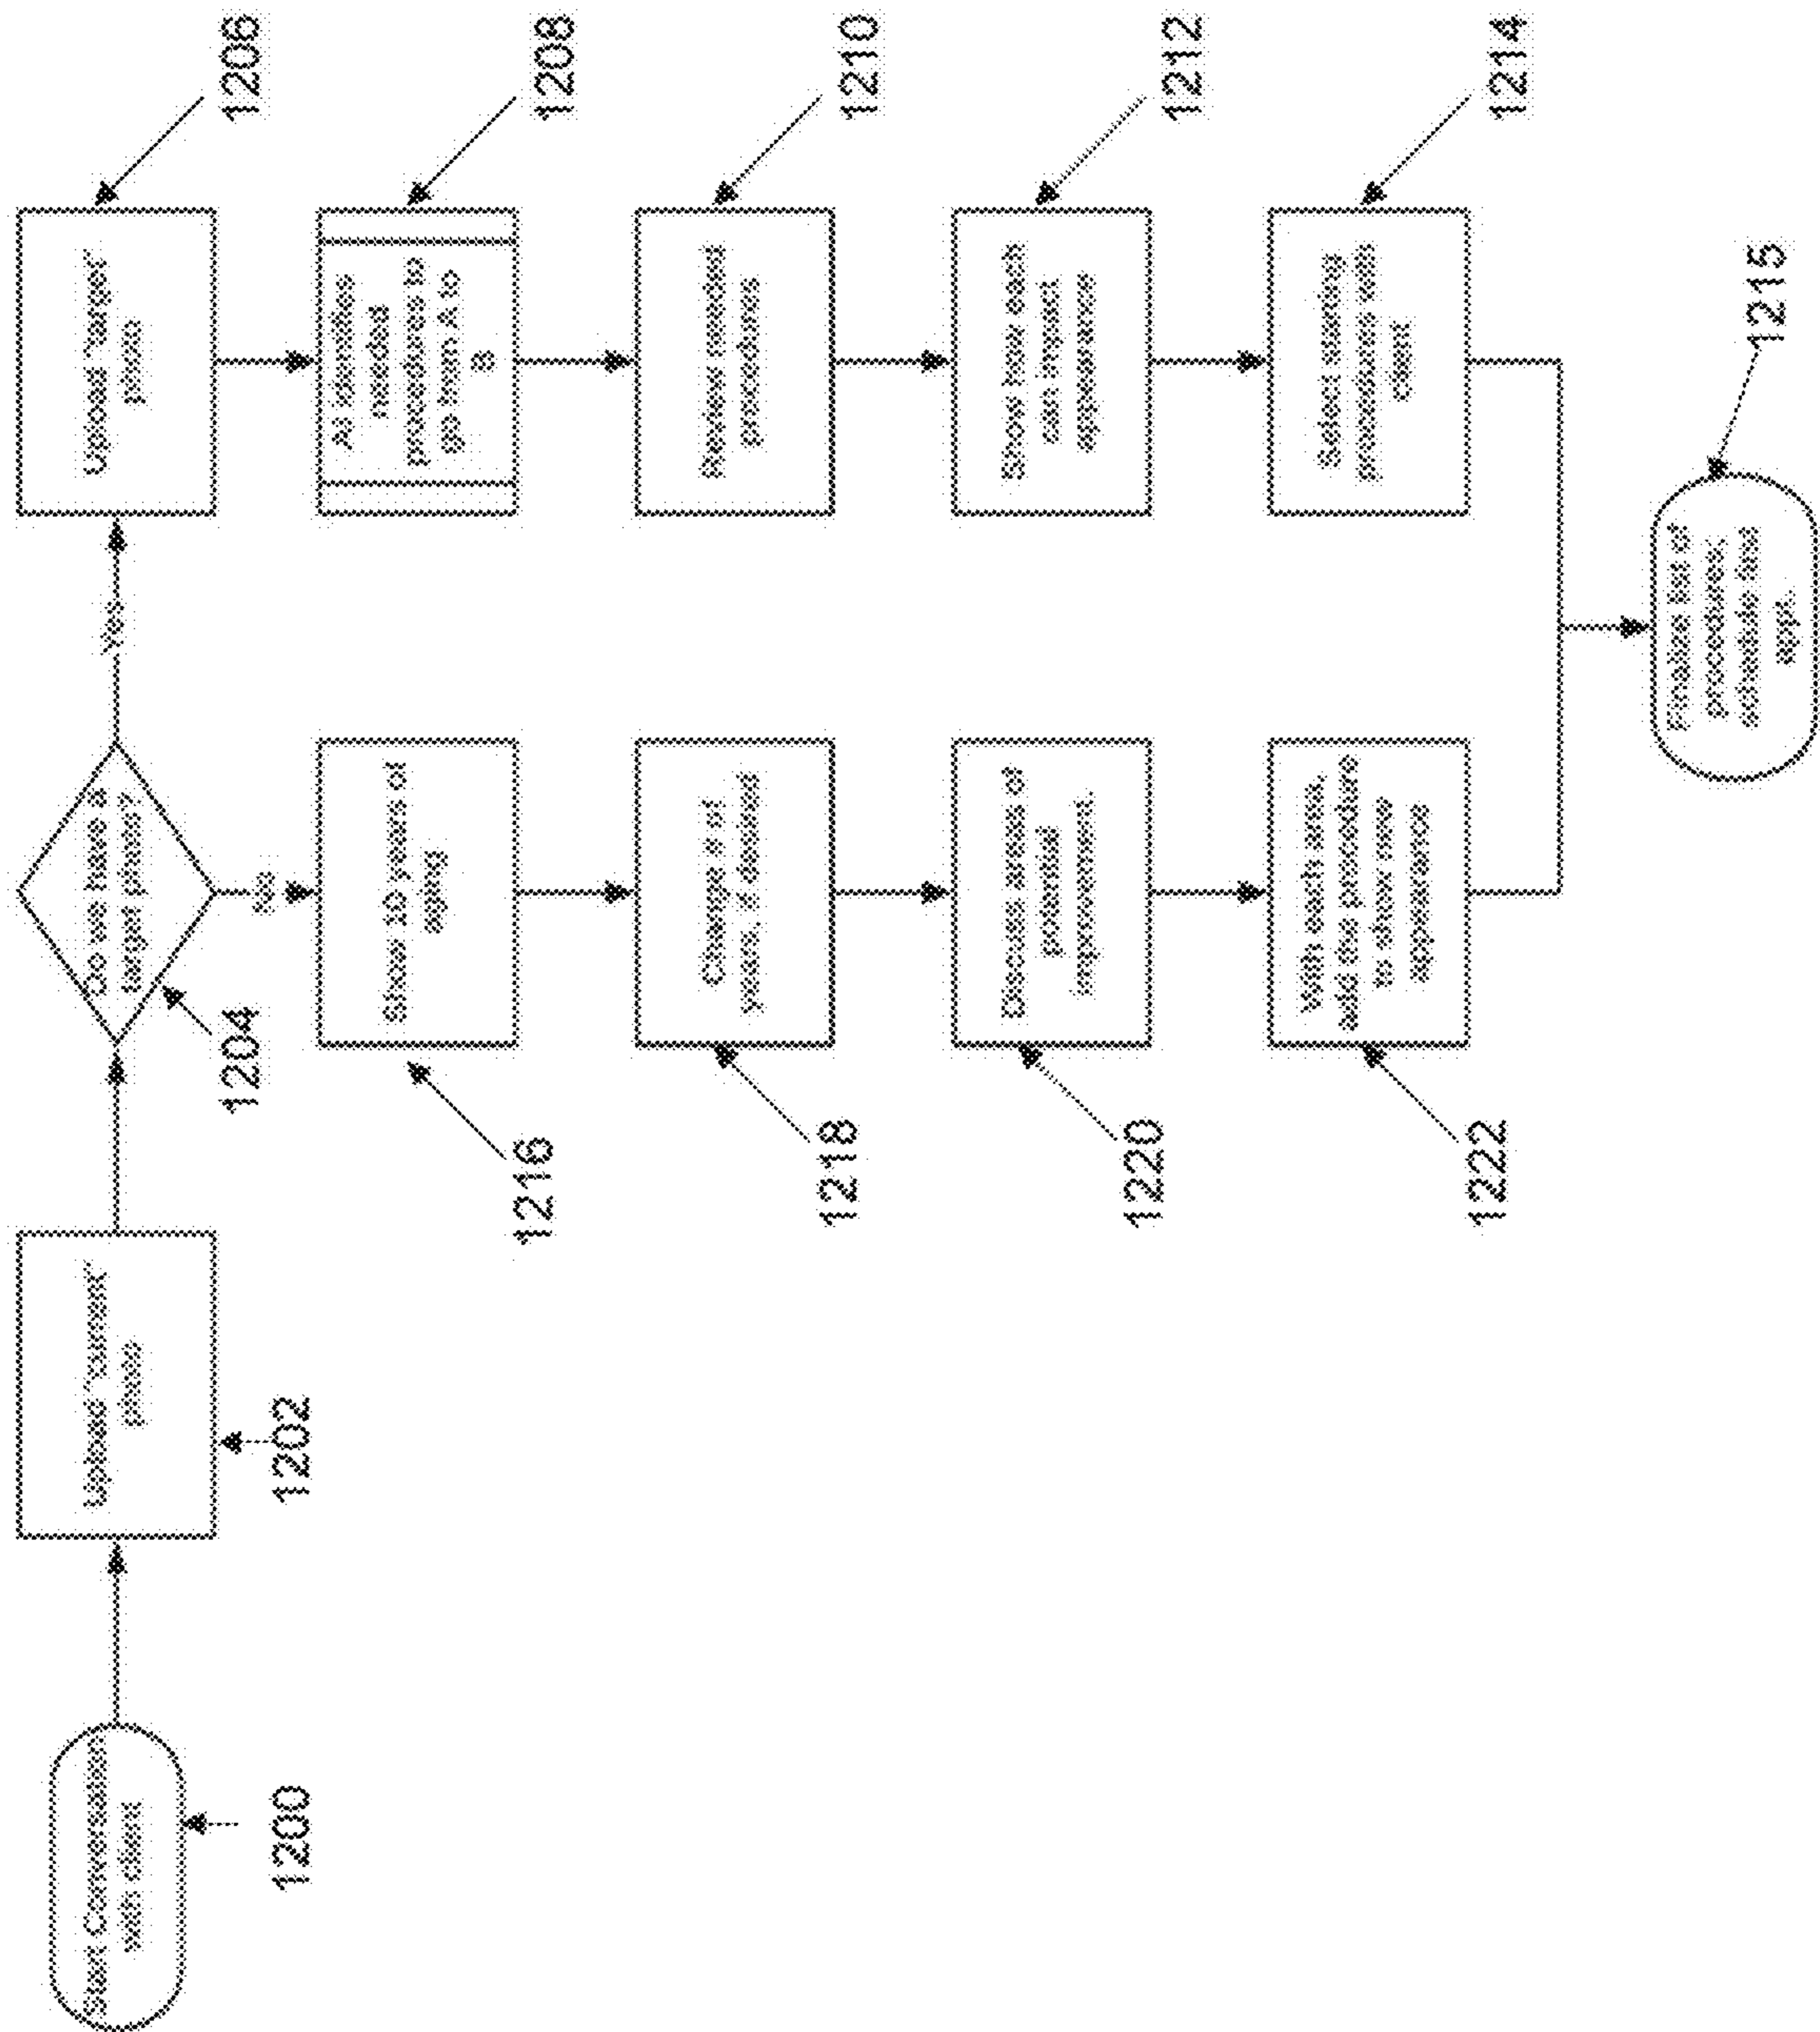 Start Conversation
with client
1200
Upload "current"
photo
1202
Do we have a
target photo?
1204
Yes
No
Upload "target"
photo
1206
AI identifies
needed
procedures to
go from A to
B
1208
Review needed
procedures
1210
Show how each
can impact
appearance
1212
Select starting
procedures with
client
1214
Show 10 years of
aging
1216
Change # of
years, if desired
1218
Discuss areas of
potential
improvement.
1220
With each area,
add the procedure
to show new
appearance
1222
Finalize list of
procedures;
schedule first
appt.
1215